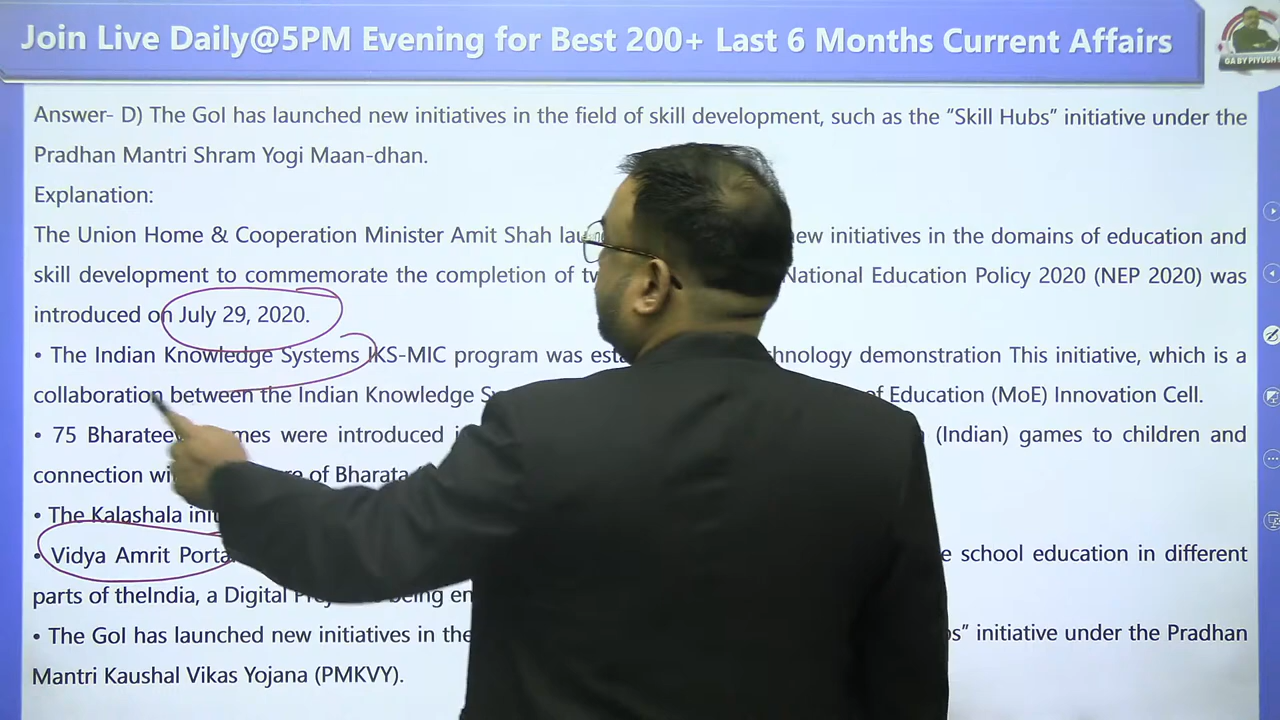 Join Live Daily@5PM Evening for Best 200+ Last 6 Months Current Affairs
GA BY PIYUSH
Answer- D) The GoI has launched new initiatives in the field of skill development, such as the “Skill Hubs” initiative under the
Pradhan Mantri Shram Yogi Maan-dhan.
Explanation:
The Union Home & Cooperation Minister Amit Shah new initiatives in the domains of education and
skill development to commemorate the completion of National Education Policy 2020 (NEP 2020) was
introduced on July 29, 2020.
• The Indian Knowledge Systems IKS-MIC program was demonstration This initiative, which is a
collaboration between the Indian Knowledge of Education (MoE) Innovation Cell.
• 75 were introduced (Indian) games to children and
connection of Bharata
• The Kalashala
• Vidya Amrit school education in different
parts of theIndia, a Digital being
• The GoI has launched new initiatives in the initiative under the Pradhan
Mantri Kaushal Vikas Yojana (PMKVY).